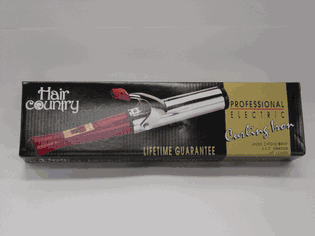 Hair
country
PROFESSIONAL
ELECTRIC
Curling Iron
LIFETIME GUARANTEE